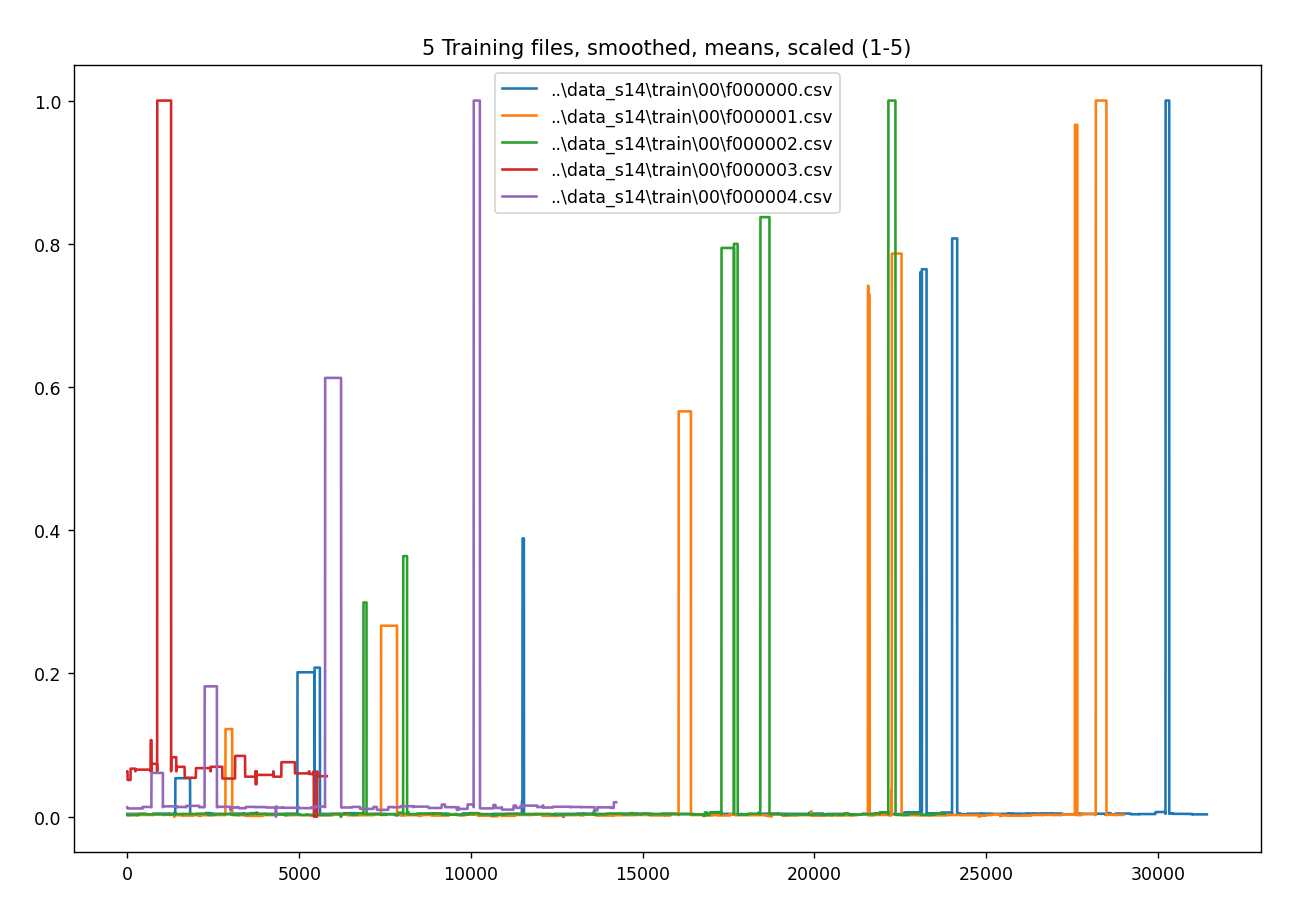 5 Training files, smoothed, means, scaled (1-5)
..\data_s14\train\00\f000000.csv
..\data_s14\train\00\f000001.csv
..\data_s14\train\00\f000002.csv
..\data_s14\train\00\f000003.csv
..\data_s14\train\00\f000004.csv
1.0
0.8
0.6
0.4
0.2
0.0
0 5000 10000 15000 20000 25000 30000